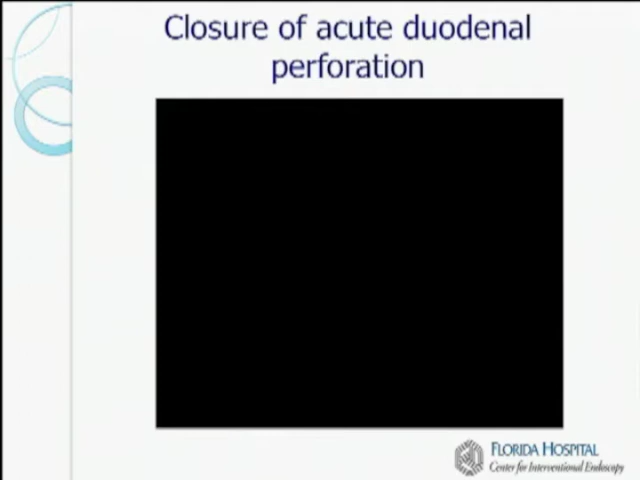 Closure of acute duodenal
perforation
FLORIDA HOSPITAL
Center for Interventional Endoscopy